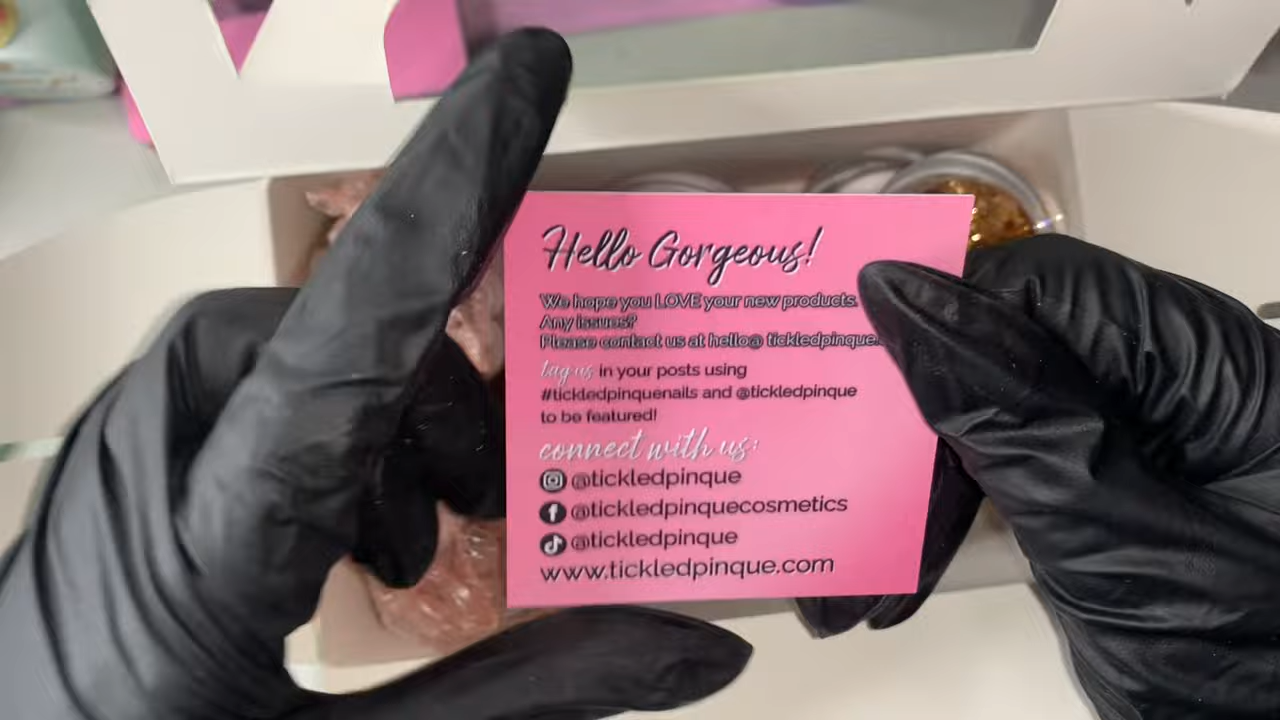 Hello Gorgeous!
We hope you LOVE your new products.
Any issues?
Please contact us at hello@ tickledpinque.
tag us in your posts using
#tickledpinquenails and @tickledpinque
to be featured!
connect with us:
@tickledpinque
@tickledpinquecosmetics
@tickledpinque
www.tickledpinque.com